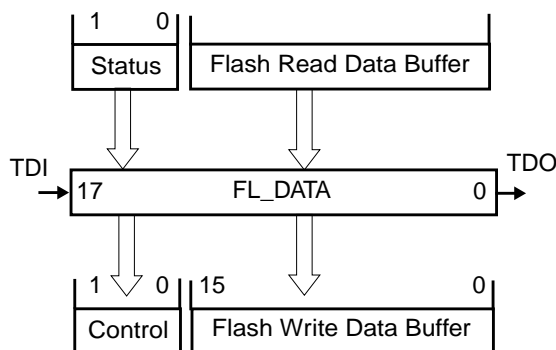 1 0
Status Flash Read Data Buffer
TDI TDO
17 FL_DATA 0
1 0 15 0
Control Flash Write Data Buffer